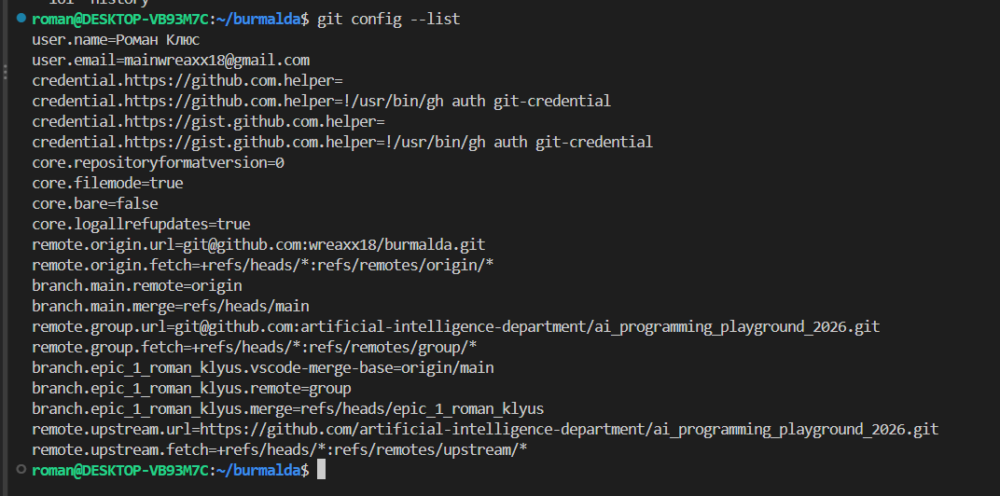 roman@DESKTOP-VB93M7C:~/burmalda$ git config --list
user.name=Роман Клюс
user.email=mainwreaxx18@gmail.com
credential.https://github.com.helper=
credential.https://github.com.helper=!/usr/bin/gh auth git-credential
credential.https://gist.github.com.helper=
credential.https://gist.github.com.helper=!/usr/bin/gh auth git-credential
core.repositoryformatversion=0
core.filemode=true
core.bare=false
core.logallrefupdates=true
remote.origin.url=git@github.com:wreaxx18/burmalda.git
remote.origin.fetch=+refs/heads/*:refs/remotes/origin/*
branch.main.remote=origin
branch.main.merge=refs/heads/main
remote.group.url=git@github.com:artificial-intelligence-department/ai_programming_playground_2026.git
remote.group.fetch=+refs/heads/*:refs/remotes/group/*
branch.epic_1_roman_klyus.vscode-merge-base=origin/main
branch.epic_1_roman_klyus.remote=group
branch.epic_1_roman_klyus.merge=refs/heads/epic_1_roman_klyus
remote.upstream.url=https://github.com/artificial-intelligence-department/ai_programming_playground_2026.git
remote.upstream.fetch=+refs/heads/*:refs/remotes/upstream/*
roman@DESKTOP-VB93M7C:~/burmalda$